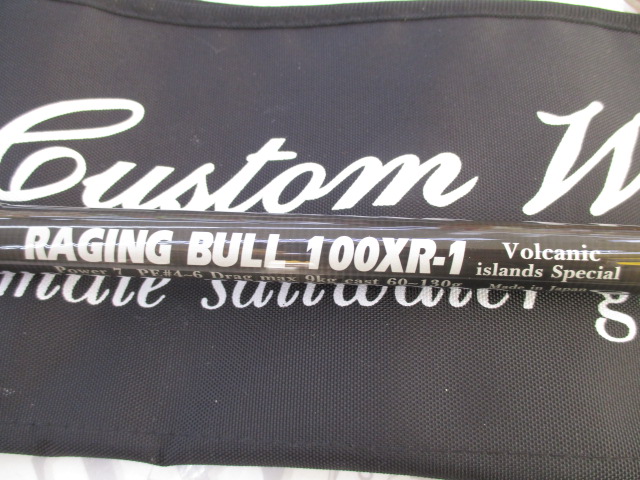 Custom W
RAGING BULL 100XR-1 Volcanic
islands Special
Power 7 PE#4-6 Drag max 9kg cast 60-130g
Made in Japan
saltwater g